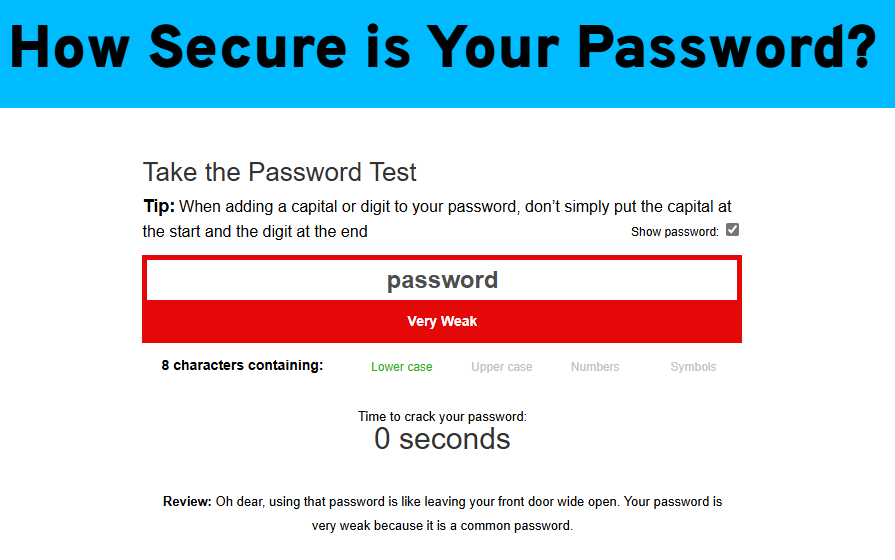 How Secure is Your Password?
Take the Password Test
Tip: When adding a capital or digit to your password, don’t simply put the capital at
the start and the digit at the end
Show password:
password
Very Weak
8 characters containing: Lower case Upper case Numbers Symbols
Time to crack your password:
0 seconds
Review: Oh dear, using that password is like leaving your front door wide open. Your password is
very weak because it is a common password.